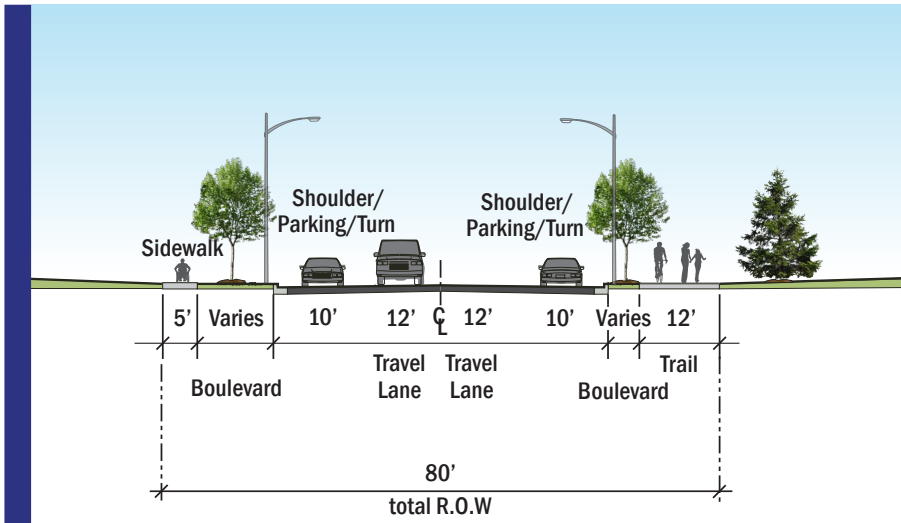 Shoulder/
Parking/Turn
Shoulder/
Parking/Turn
Sidewalk
5’ Varies 10’ 12’ ℄ 12’ 10’ Varies 12’
Travel
Lane
Travel
Lane
Trail
Boulevard
Boulevard
80’
total R.O.W